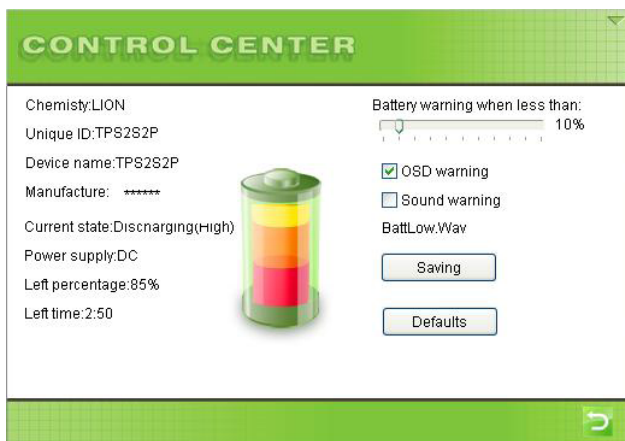 CONTROL CENTER
Chemisty:LION
Unique ID:TPS2S2P
Device name:TPS2S2P
Manufacture: ******
Current state:Discharging(High)
Power supply:DC
Left percentage:85%
Left time:2:50
Battery warning when less than:
10%
OSD warning
Sound warning
BattLow.Wav
Saving
Defaults